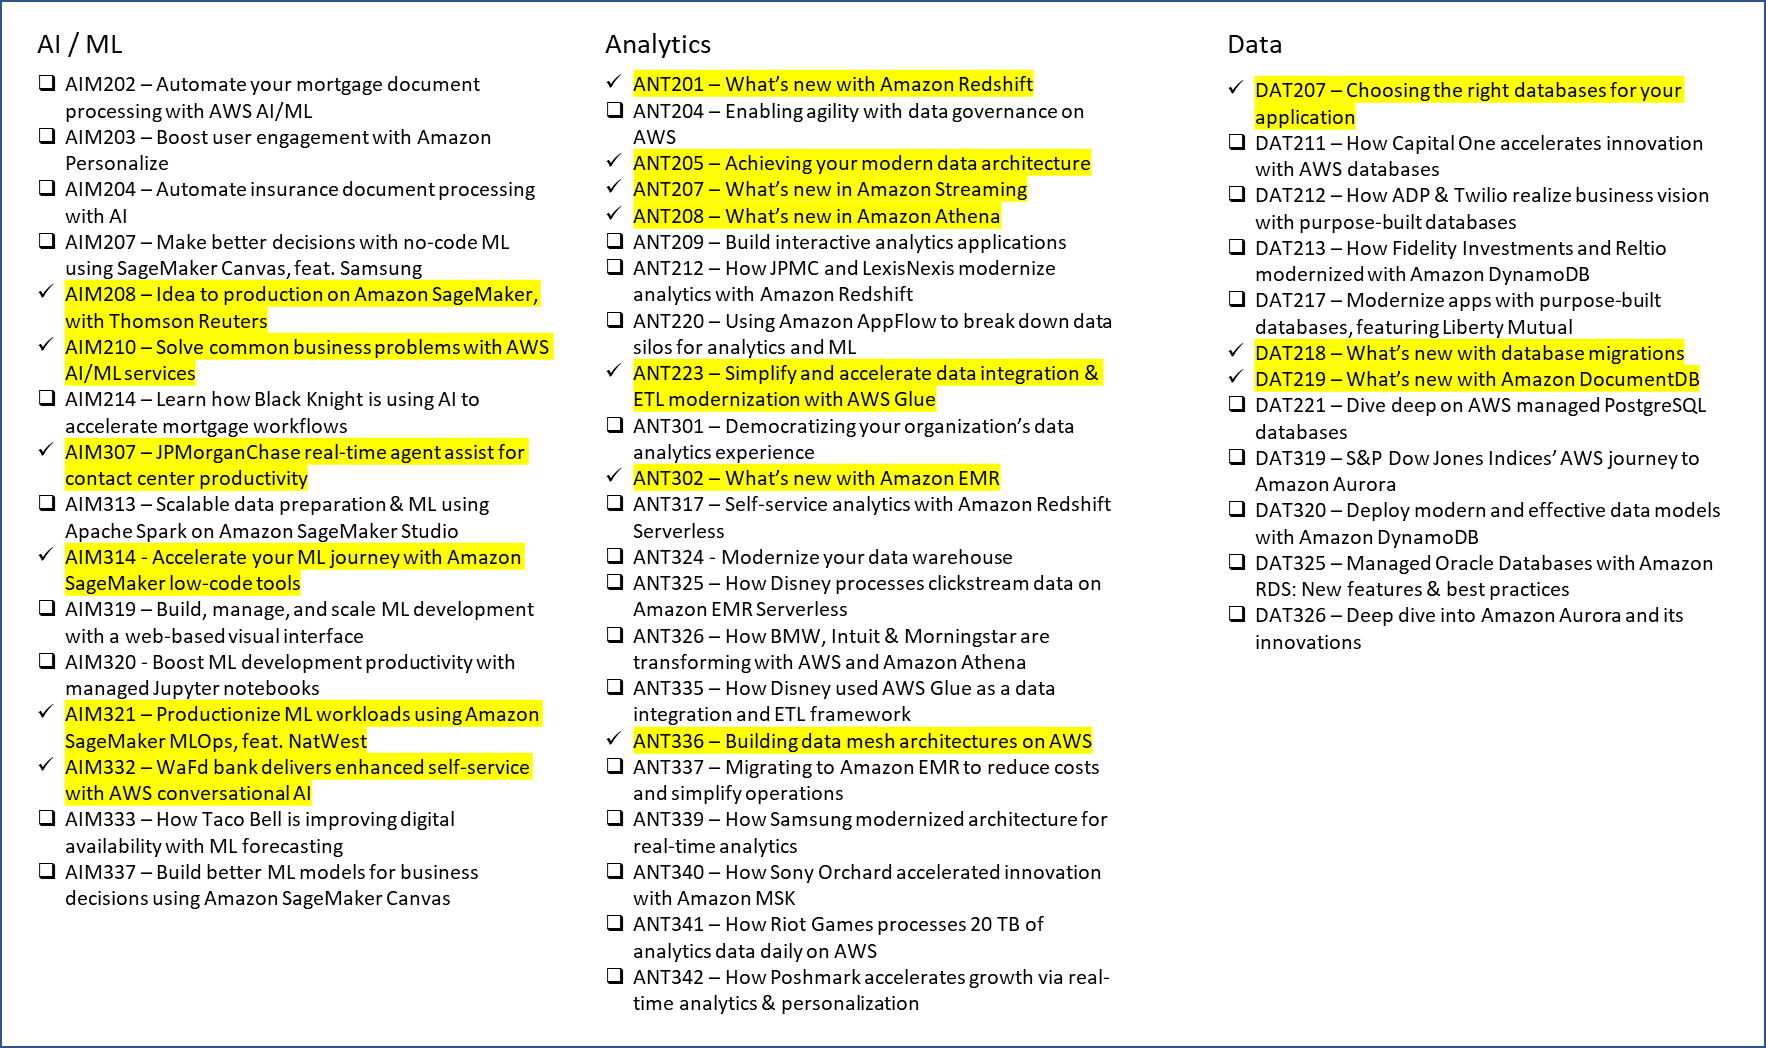 AI / ML
AIM202 – Automate your mortgage document
processing with AWS AI/ML
AIM203 – Boost user engagement with Amazon
Personalize
AIM204 – Automate insurance document processing
with AI
AIM207 – Make better decisions with no-code ML
using SageMaker Canvas, feat. Samsung
AIM208 – Idea to production on Amazon SageMaker,
with Thomson Reuters
AIM210 – Solve common business problems with AWS
AI/ML services
AIM214 – Learn how Black Knight is using AI to
accelerate mortgage workflows
AIM307 – JPMorganChase real-time agent assist for
contact center productivity
AIM313 – Scalable data preparation & ML using
Apache Spark on Amazon SageMaker Studio
AIM314 - Accelerate your ML journey with Amazon
SageMaker low-code tools
AIM319 – Build, manage, and scale ML development
with a web-based visual interface
AIM320 - Boost ML development productivity with
managed Jupyter notebooks
AIM321 – Productionize ML workloads using Amazon
SageMaker MLOps, feat. NatWest
AIM332 – WaFd bank delivers enhanced self-service
with AWS conversational AI
AIM333 – How Taco Bell is improving digital
availability with ML forecasting
AIM337 – Build better ML models for business
decisions using Amazon SageMaker Canvas
Analytics
ANT201 – What’s new with Amazon Redshift
ANT204 – Enabling agility with data governance on
AWS
ANT205 – Achieving your modern data architecture
ANT207 – What’s new in Amazon Streaming
ANT208 – What’s new in Amazon Athena
ANT209 – Build interactive analytics applications
ANT212 – How JPMC and LexisNexis modernize
analytics with Amazon Redshift
ANT220 – Using Amazon AppFlow to break down data
silos for analytics and ML
ANT223 – Simplify and accelerate data integration &
ETL modernization with AWS Glue
ANT301 – Democratizing your organization’s data
analytics experience
ANT302 – What’s new with Amazon EMR
ANT317 – Self-service analytics with Amazon Redshift
Serverless
ANT324 - Modernize your data warehouse
ANT325 – How Disney processes clickstream data on
Amazon EMR Serverless
ANT326 – How BMW, Intuit & Morningstar are
transforming with AWS and Amazon Athena
ANT335 – How Disney used AWS Glue as a data
integration and ETL framework
ANT336 – Building data mesh architectures on AWS
ANT337 – Migrating to Amazon EMR to reduce costs
and simplify operations
ANT339 – How Samsung modernized architecture for
real-time analytics
ANT340 – How Sony Orchard accelerated innovation
with Amazon MSK
ANT341 – How Riot Games processes 20 TB of
analytics data daily on AWS
ANT342 – How Poshmark accelerates growth via real-
time analytics & personalization
Data
DAT207 – Choosing the right databases for your
application
DAT211 – How Capital One accelerates innovation
with AWS databases
DAT212 – How ADP & Twilio realize business vision
with purpose-built databases
DAT213 – How Fidelity Investments and Reltio
modernized with Amazon DynamoDB
DAT217 – Modernize apps with purpose-built
databases, featuring Liberty Mutual
DAT218 – What’s new with database migrations
DAT219 – What’s new with Amazon DocumentDB
DAT221 – Dive deep on AWS managed PostgreSQL
databases
DAT319 – S&P Dow Jones Indices’ AWS journey to
Amazon Aurora
DAT320 – Deploy modern and effective data models
with Amazon DynamoDB
DAT325 – Managed Oracle Databases with Amazon
RDS: New features & best practices
DAT326 – Deep dive into Amazon Aurora and its
innovations